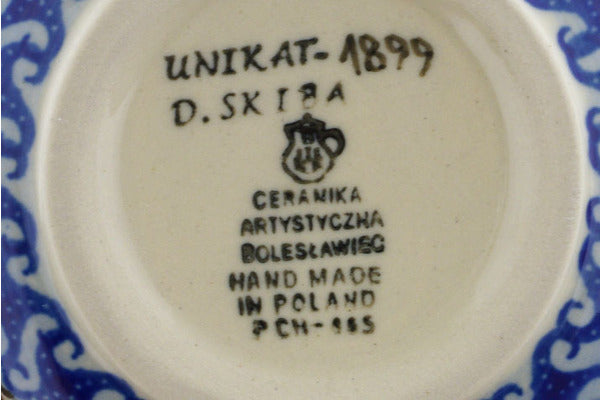 UNIKAT-1899
D. SKIBA
CERAMIKA
ARTYSTYCZNA
BOLESŁAWIEC
HAND MADE
IN POLAND